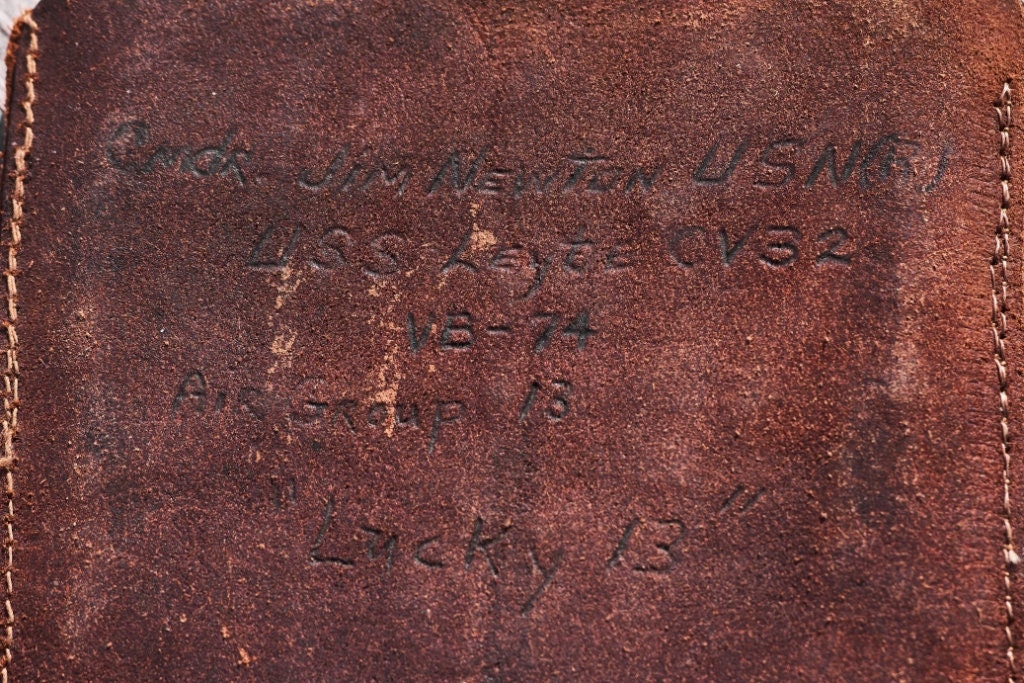 Cmdr. Jim Newton USN(R)
USS Leyte CV32
VB-74
Air Group 13
"Lucky 13"